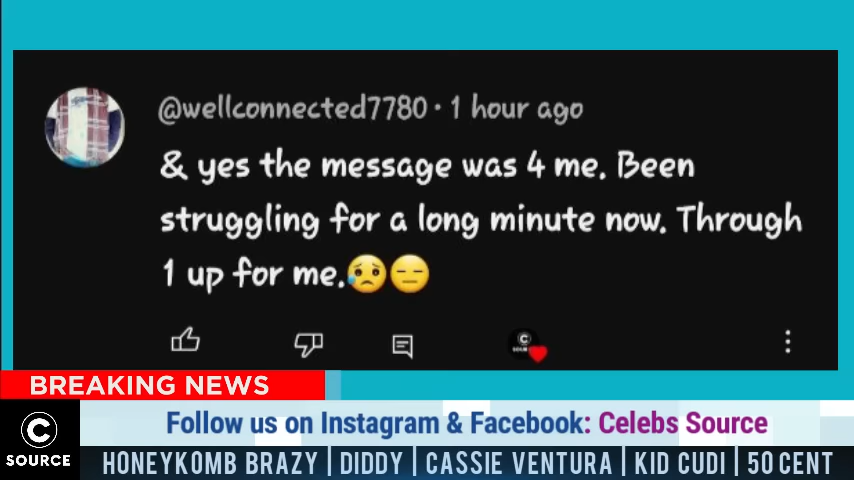 @wellconnected7780 · 1 hour ago
& yes the message was 4 me. Been
struggling for a long minute now. Through
1 up for me.😥😑
BREAKING NEWS
Follow us on Instagram & Facebook: Celebs Source
C
SOURCE
HONEYKOMB BRAZY | DIDDY | CASSIE VENTURA | KID CUDI | 50 CENT